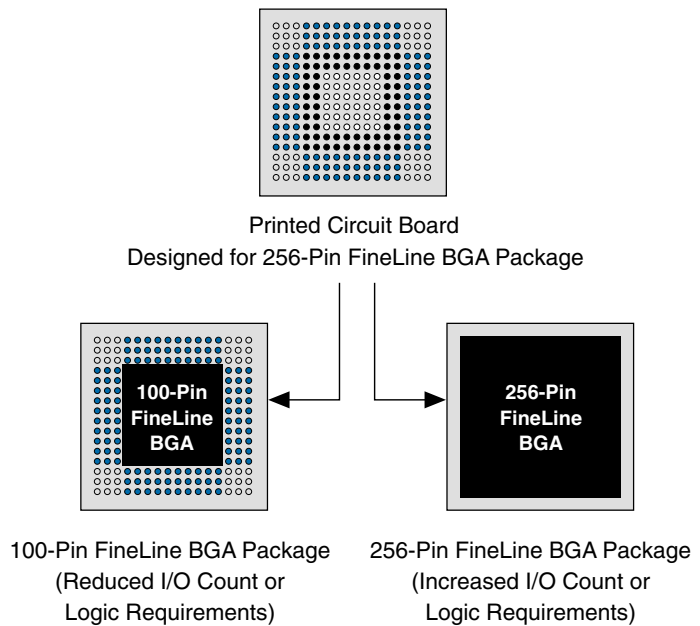 Printed Circuit Board
Designed for 256-Pin FineLine BGA Package
100-Pin
FineLine
BGA
256-Pin
FineLine
BGA
100-Pin FineLine BGA Package
(Reduced I/O Count or
Logic Requirements)
256-Pin FineLine BGA Package
(Increased I/O Count or
Logic Requirements)